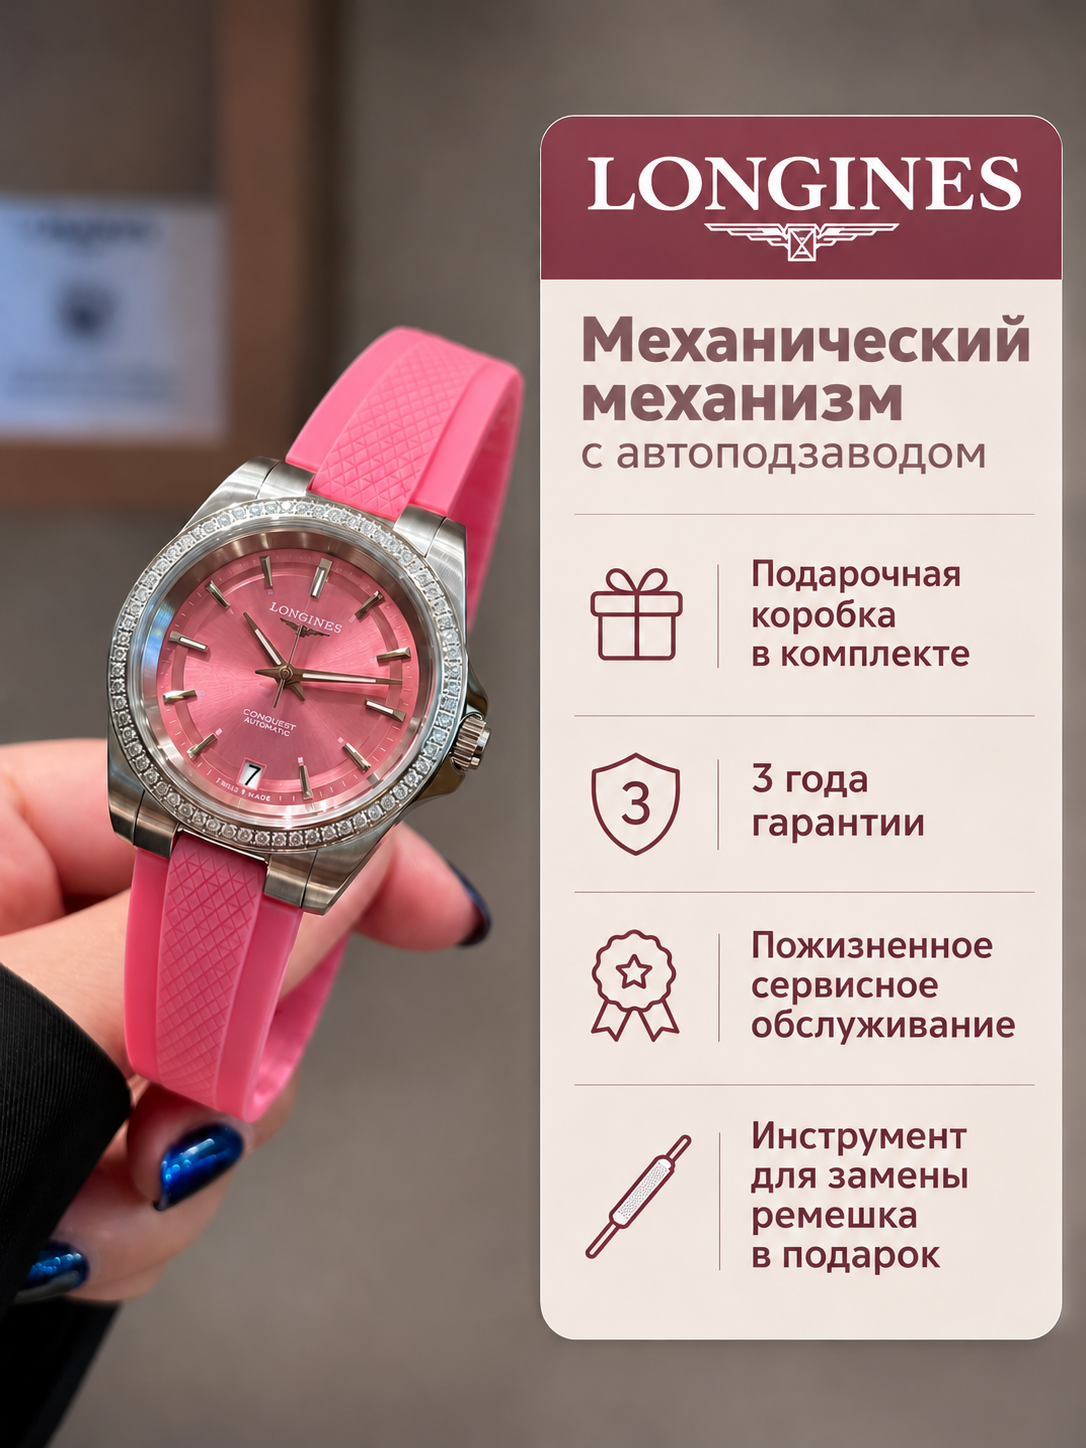 LONGINES
Механический
механизм
с автоподзаводом
Подарочная
коробка
в комплекте
3
3 года
гарантии
Пожизненное
сервисное
обслуживание
Инструмент
для замены
ремешка
в подарок
LONGINES
CONQUEST
AUTOMATIC
7